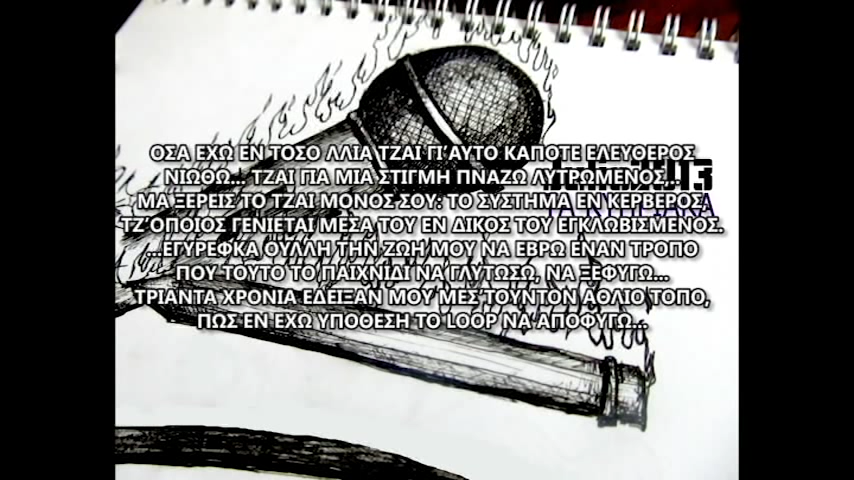 ΟΣΑ ΕΧΩ ΕΝ ΤΟΣΟ ΛΛΙΑ ΤΖΑΙ ΓΙ΄ΑΥΤΟ ΚΑΠΟΤΕ ΕΛΕΥΘΕΡΟΣ
ΝΙΩΘΩ... ΤΖΑΙ ΓΙΑ ΜΙΑ ΣΤΙΓΜΗ ΠΝΑΖΩ ΛΥΤΡΩΜΕΝΟΣ...
ΜΑ ΞΕΡΕΙΣ ΤΟ ΤΖΑΙ ΜΟΝΟΣ ΣΟΥ: ΤΟ ΣΥΣΤΗΜΑ ΕΝ ΚΕΡΒΕΡΟΣ,
ΤΖ΄ΟΠΟΙΟΣ ΓΕΝΙΕΤΑΙ ΜΕΣΑ ΤΟΥ ΕΝ ΔΙΚΟΣ ΤΟΥ ΕΓΚΛΩΒΙΣΜΕΝΟΣ.
...ΕΓΥΡΕΦΚΑ ΟΥΛΛΗ ΤΗΝ ΖΩΗ ΜΟΥ ΝΑ ΕΒΡΩ ΕΝΑΝ ΤΡΟΠΟ
ΠΟΥ ΤΟΥΤΟ ΤΟ ΠΑΙΧΝΙΔΙ ΝΑ ΓΛΥΤΩΣΩ, ΝΑ ΞΕΦΥΓΩ...
ΤΡΙΑΝΤΑ ΧΡΟΝΙΑ ΕΔΕΙΞΑΝ ΜΟΥ ΜΕΣ΄ΤΟΥΝΤΟΝ ΑΘΛΙΟ ΤΟΠΟ,
ΠΩΣ ΕΝ ΕΧΩ ΥΠΟΘΕΣΗ ΤΟ LOOP ΝΑ ΑΠΟΦΥΓΩ...